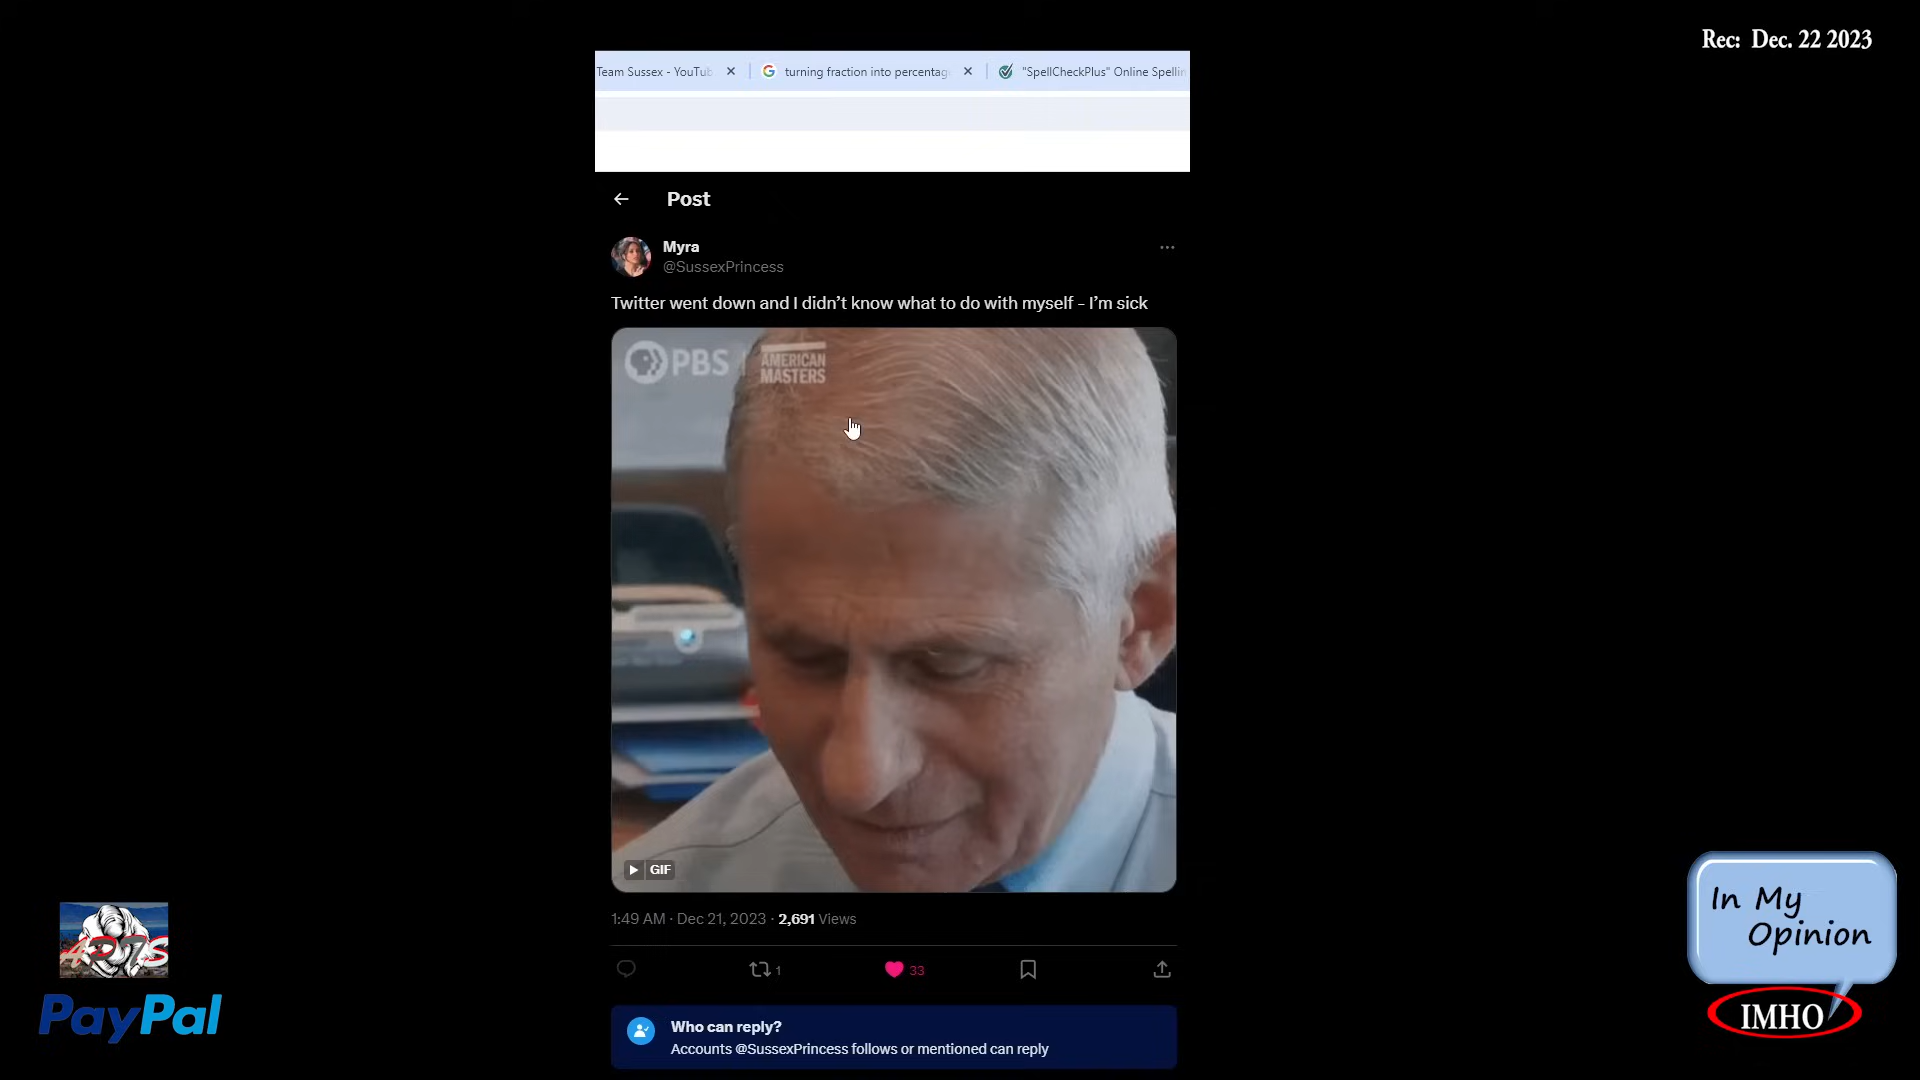 Rec: Dec. 22 2023
Team Sussex - YouTub
turning fraction into percentag
"SpellCheckPlus" Online Spellin
Post
Myra
@SussexPrincess
Twitter went down and I didn't know what to do with myself - I'm sick
PBS
AMERICAN
MASTERS
GIF
1:49 AM · Dec 21, 2023 · 2,691 Views
1
33
Who can reply?
Accounts @SussexPrincess follows or mentioned can reply
PayPal
In My
Opinion
IMHO